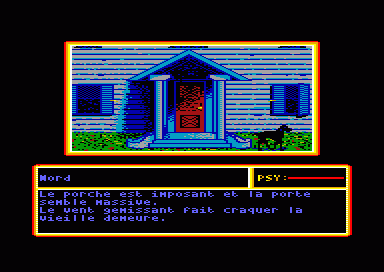 Nord
PSY:
Le porche est imposant et la porte
semble massive.
Le vent gemissant fait craquer la
vieille demeure.